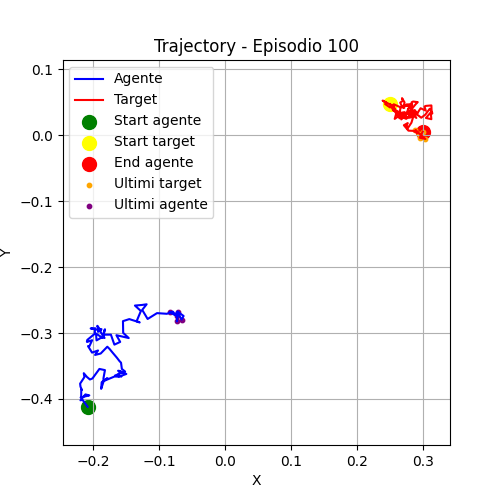 Trajectory - Episodio 100
Agente
Target
Start agente
Start target
End agente
Ultimi target
Ultimi agente
0.1
0.0
−0.1
−0.2
−0.3
−0.4
Y
−0.2
−0.1
0.0
0.1
0.2
0.3
X